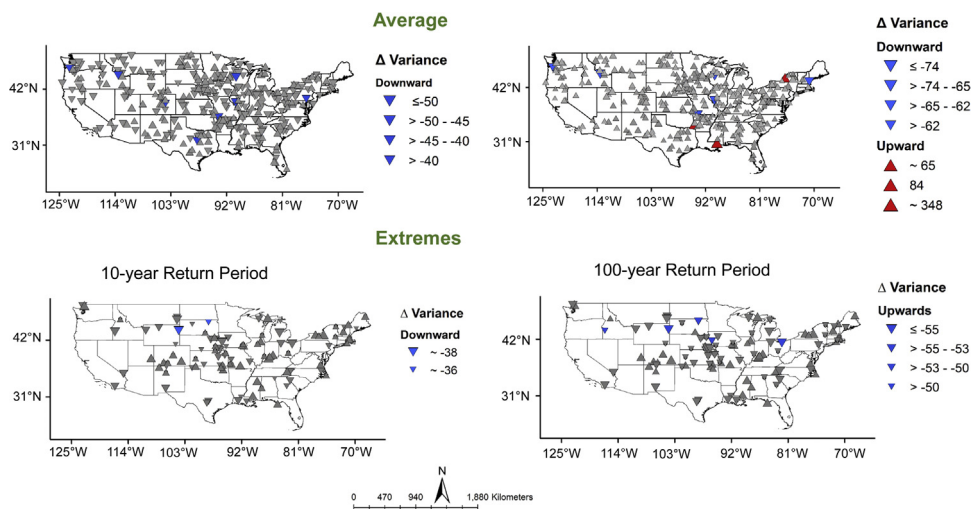 Average
Δ Variance
Downward
≤-50
> -50 - -45
> -45 - -40
> -40
42°N
31°N
125°W
114°W
103°W
92°W
81°W
70°W
Δ Variance
Downward
≤ -74
> -74 - -65
> -65 - -62
> -62
Upward
~ 65
84
~ 348
42°N
31°N
125°W
114°W
103°W
92°W
81°W
70°W
Extremes
10-year Return Period
Δ Variance
Downward
~ -38
~ -36
42°N
31°N
125°W
114°W
103°W
92°W
81°W
70°W
100-year Return Period
Δ Variance
Upwards
≤ -55
> -55 - -53
> -53 - -50
> -50
42°N
31°N
125°W
114°W
103°W
92°W
81°W
70°W
N
0 470 940 1,880 Kilometers